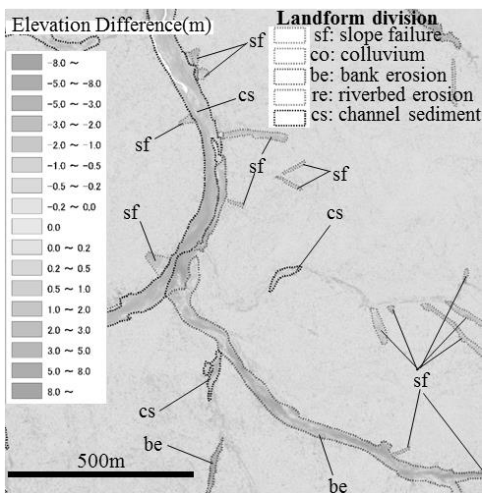 Elevation Difference(m)
-8.0 ~
-5.0 ~ -8.0
-5.0 ~ -3.0
-3.0 ~ -2.0
-2.0 ~ -1.0
-1.0 ~ -0.5
-0.5 ~ -0.2
-0.2 ~ 0.0
0.0
0.0 ~ 0.2
0.2 ~ 0.5
0.5 ~ 1.0
1.0 ~ 2.0
2.0 ~ 3.0
3.0 ~ 5.0
5.0 ~ 8.0
8.0 ~
Landform division
sf: slope failure
co: colluvium
be: bank erosion
re: riverbed erosion
cs: channel sediment
sf
cs
sf
sf
sf
sf
cs
sf
cs
be
be
500m